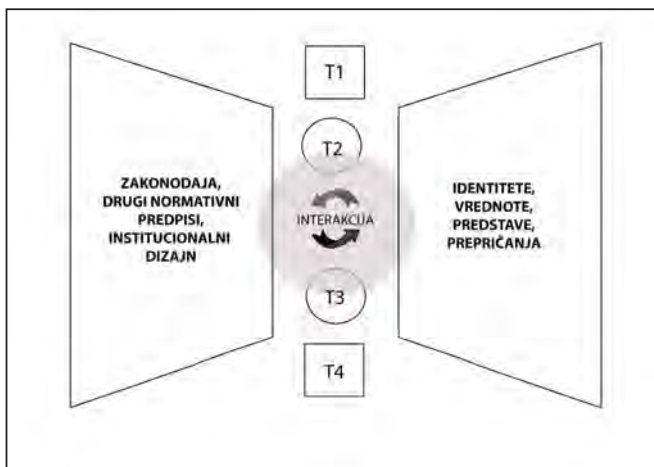 T1
T2
ZAKONODAJA,
DRUGI NORMATIVNI
PREDPISI,
INSTITUCIONALNI
DIZAJN
INTERAKCIJA
IDENTITETE,
VREDNOTE,
PREDSTAVE,
PREPRIČANJA
T3
T4